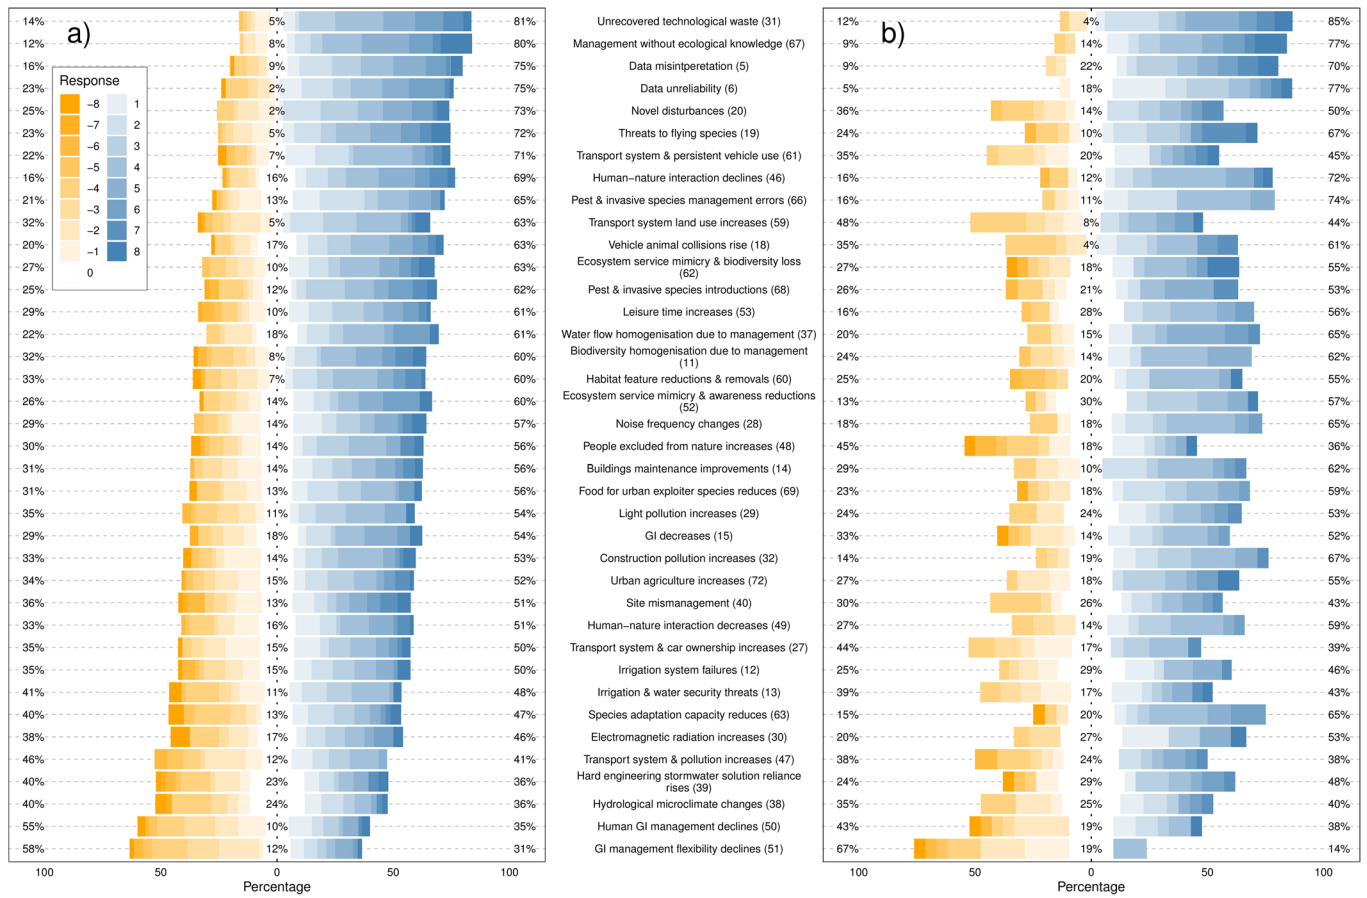 a)
b)
Response
−8 1
−7 2
−6 3
−5 4
−4 5
−3 6
−2 7
−1 8
0
14% 5% 81% Unrecovered technological waste (31) 12% 4% 85%
12% 8% 80% Management without ecological knowledge (67) 9% 14% 77%
16% 9% 75% Data misintpretation (5) 9% 22% 70%
23% 2% 75% Data unreliability (6) 5% 18% 77%
25% 2% 73% Novel disturbances (20) 36% 14% 50%
23% 5% 72% Threats to flying species (19) 24% 10% 67%
22% 7% 71% Transport system & persistent vehicle use (61) 35% 20% 45%
16% 16% 69% Human−nature interaction declines (46) 16% 12% 72%
21% 13% 65% Pest & invasive species management errors (66) 16% 11% 74%
32% 5% 63% Transport system land use increases (59) 48% 8% 44%
20% 17% 63% Vehicle animal collisions rise (18) 35% 4% 61%
Ecosystem service mimicry & biodiversity loss
27% 10% 63% (62) 27% 18% 55%
25% 12% 62% Pest & invasive species introductions (68) 26% 21% 53%
29% 10% 61% Leisure time increases (53) 16% 28% 56%
22% 18% 61% Water flow homogenisation due to management (37) 20% 15% 65%
Biodiversity homogenisation due to management
32% 8% 60% (11) 24% 14% 62%
33% 7% 60% Habitat feature reductions & removals (60) 25% 20% 55%
Ecosystem service mimicry & awareness reductions
26% 14% 60% (52) 13% 30% 57%
29% 14% 57% Noise frequency changes (28) 18% 18% 65%
30% 14% 56% People excluded from nature increases (48) 45% 18% 36%
31% 14% 56% Buildings maintenance improvements (14) 29% 10% 62%
31% 13% 56% Food for urban exploiter species reduces (69) 23% 18% 59%
35% 11% 54% Light pollution increases (29) 24% 24% 53%
29% 18% 54% GI decreases (15) 33% 14% 52%
33% 14% 53% Construction pollution increases (32) 14% 19% 67%
34% 15% 52% Urban agriculture increases (72) 27% 18% 55%
36% 13% 51% Site mismanagement (40) 30% 26% 43%
33% 16% 51% Human−nature interaction decreases (49) 27% 14% 59%
35% 15% 50% Transport system & car ownership increases (27) 44% 17% 39%
35% 15% 50% Irrigation system failures (12) 25% 29% 46%
41% 11% 48% Irrigation & water security threats (13) 39% 17% 43%
40% 13% 47% Species adaptation capacity reduces (63) 15% 20% 65%
38% 17% 46% Electromagnetic radiation increases (30) 20% 27% 53%
46% 12% 41% Transport system & pollution increases (47) 38% 24% 38%
Hard engineering stormwater solution reliance
40% 23% 36% rises (39) 24% 29% 48%
40% 24% 36% Hydrological microclimate changes (38) 35% 25% 40%
55% 10% 35% Human GI management declines (50) 43% 19% 38%
58% 12% 31% GI management flexibility declines (51) 67% 19% 14%
100 50 0 50 100 100 50 0 50 100
Percentage Percentage